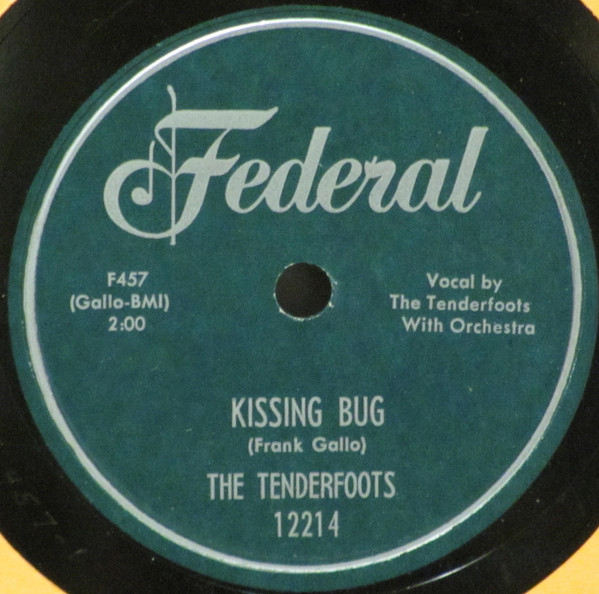 Federal
F457
(Gallo-BMI)
2:00
Vocal by
The Tenderfoots
With Orchestra
KISSING BUG
(Frank Gallo)
THE TENDERFOOTS
12214